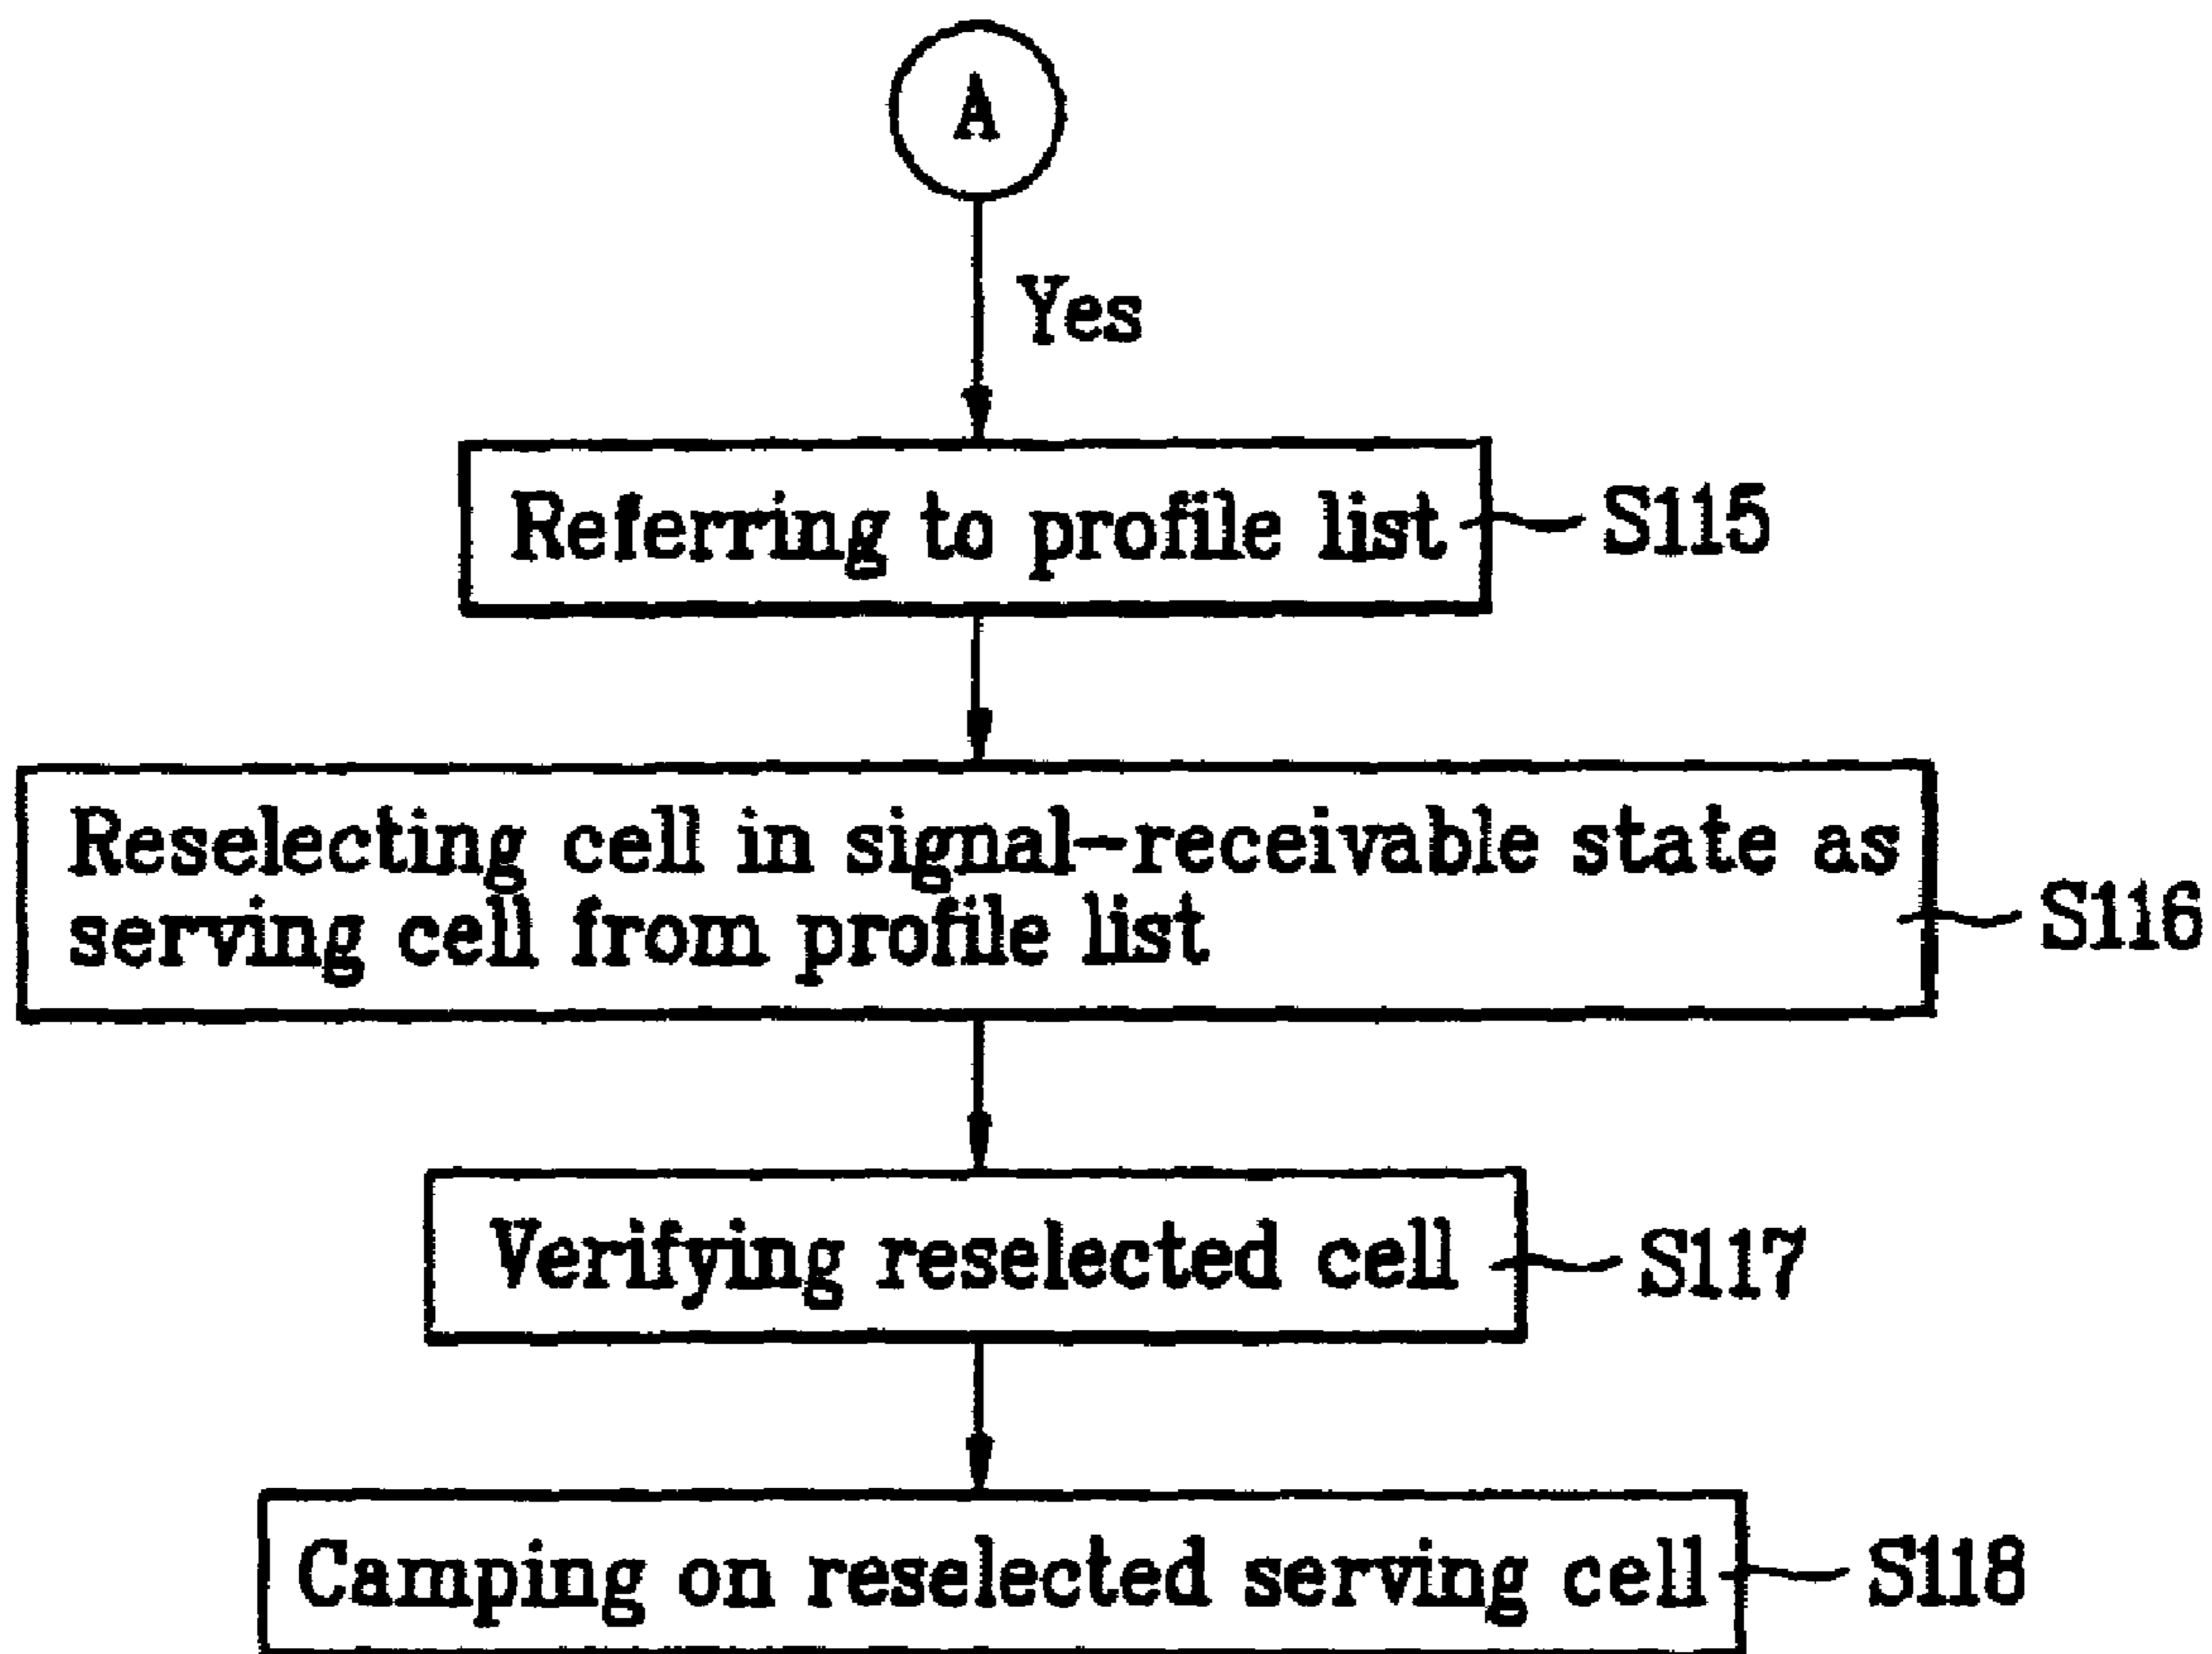 A
Yes
Referring to profile list
S115
Reselecting cell in signal-receivable state as
serving cell from profile list
S116
Verifying reselected cell
S117
Camping on reselected serving cell
S118